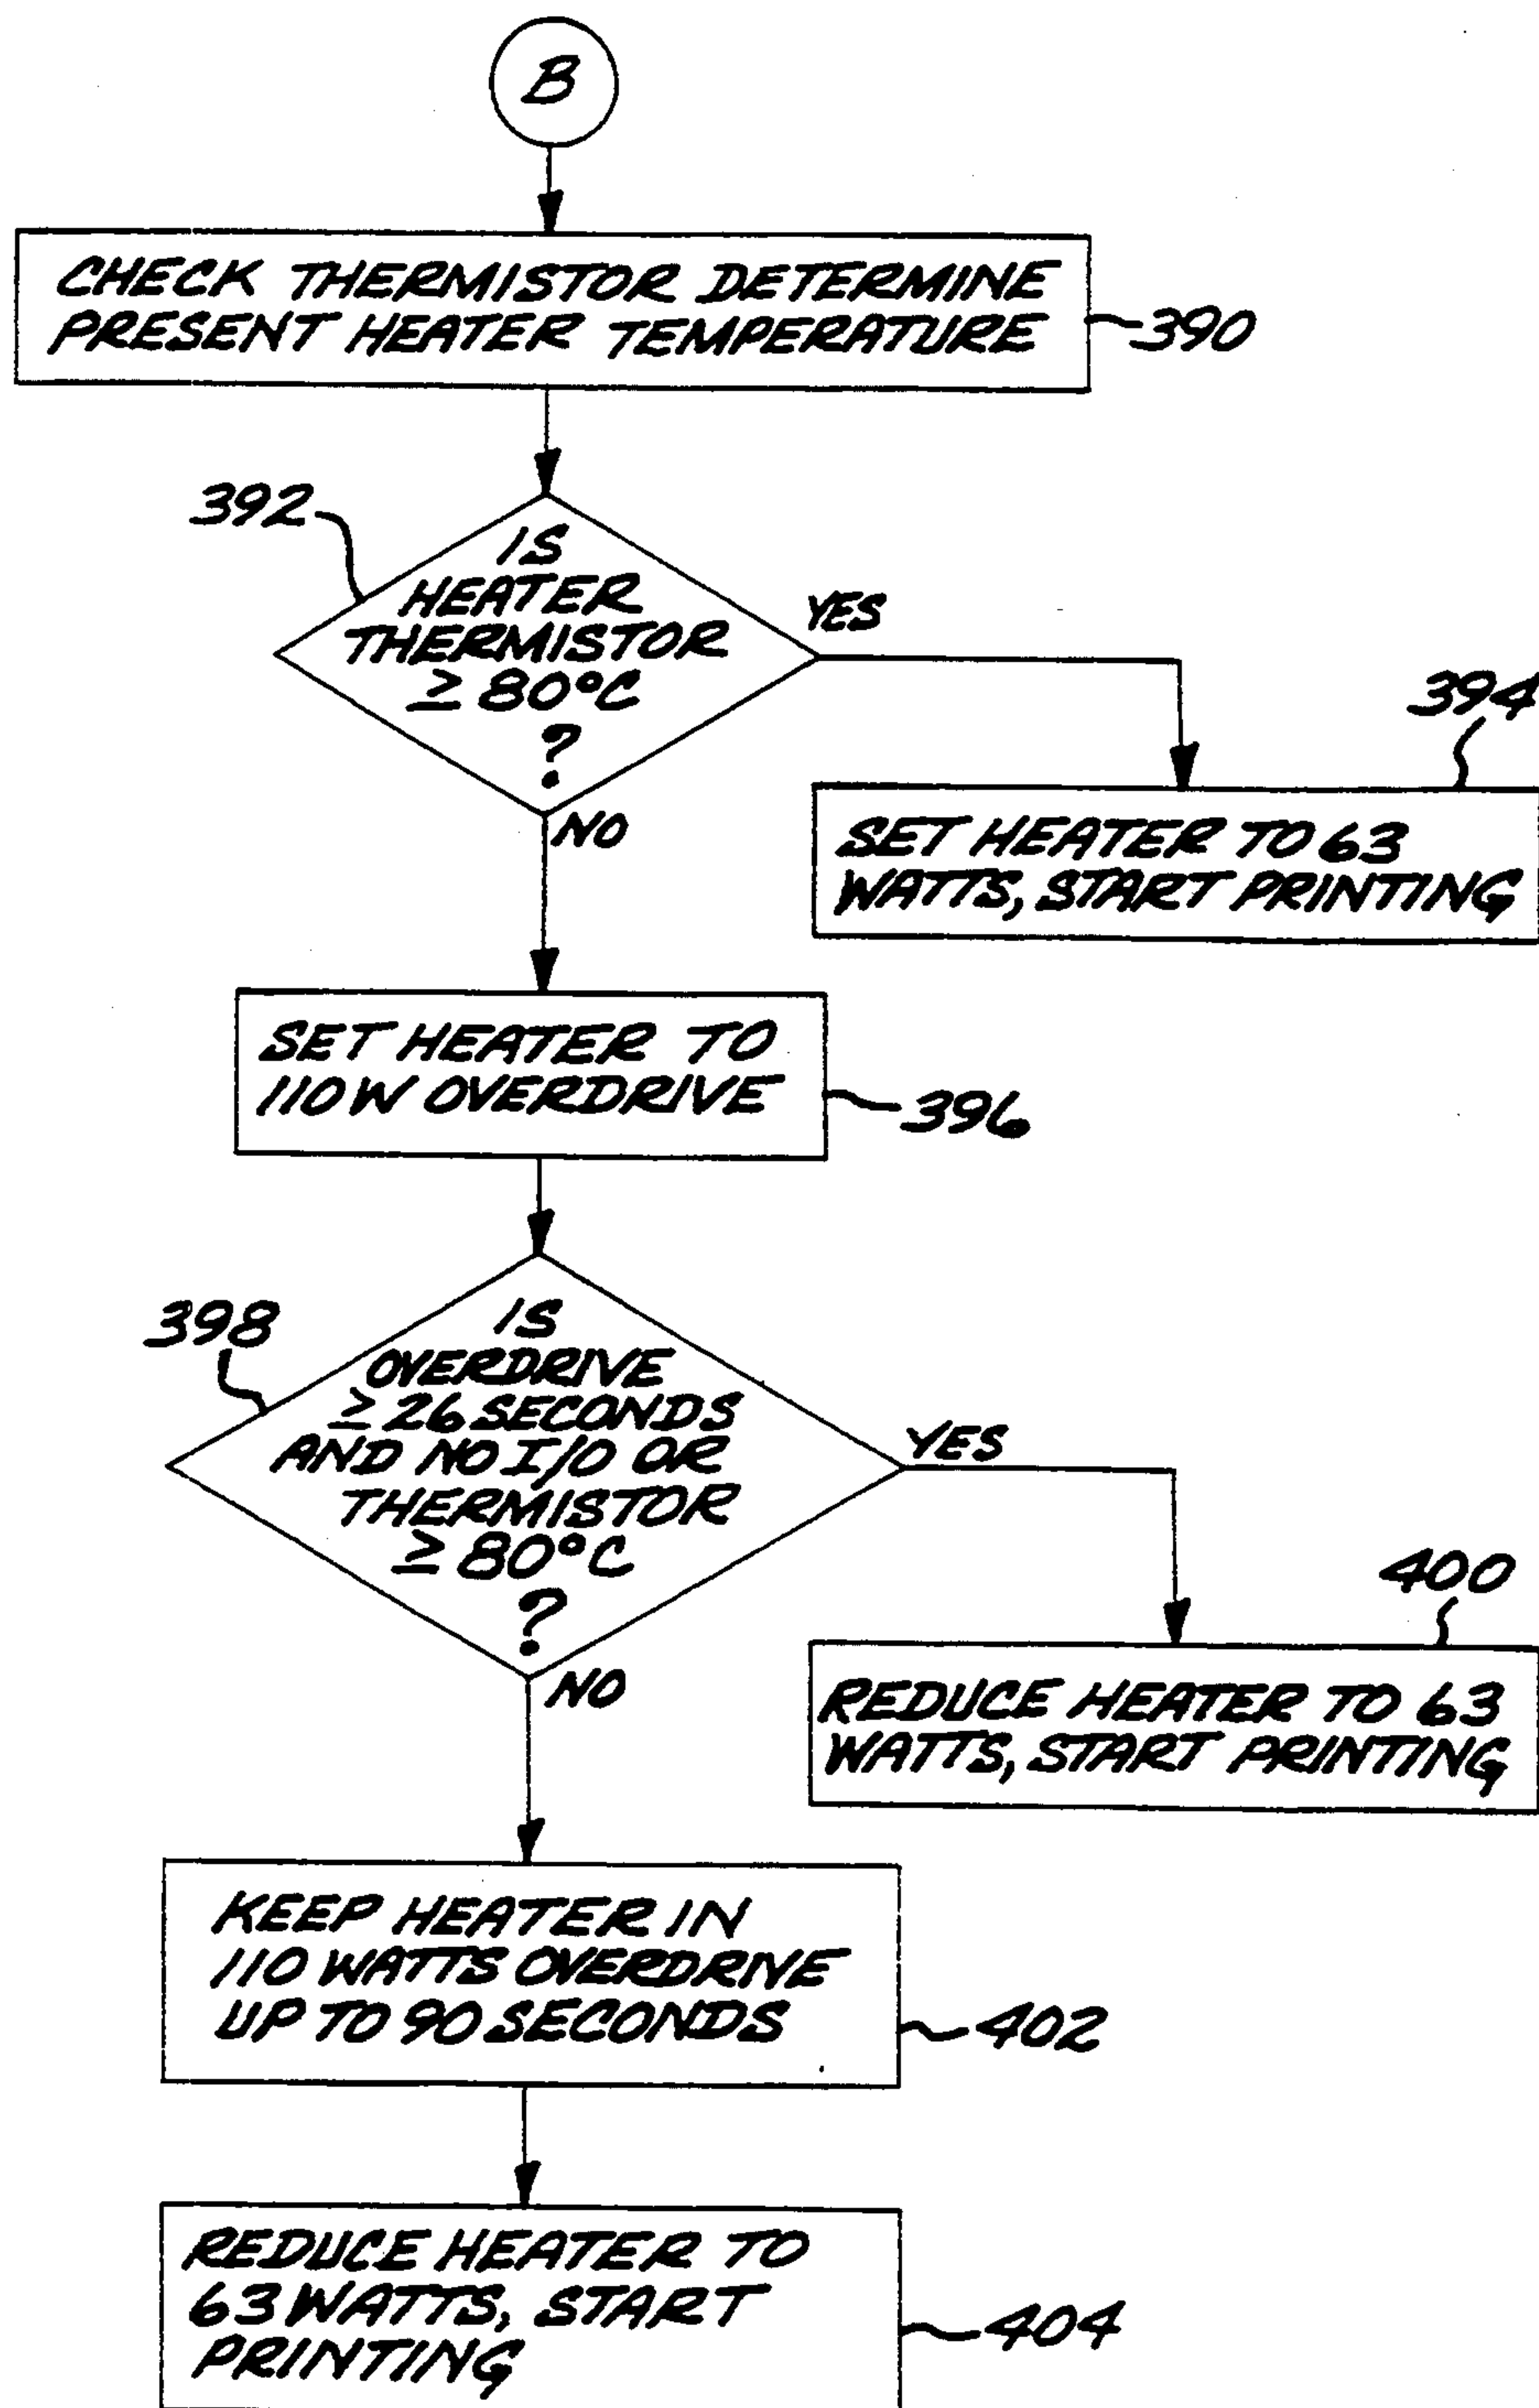 B
CHECK THERMISTOR DETERMINE
PRESENT HEATER TEMPERATURE
390
392
IS
HEATER
THERMISTOR
≥ 80°C
?
YES
NO
394
SET HEATER TO 63
WATTS, START PRINTING
SET HEATER TO
110W OVERDRIVE
396
398
IS
OVERDRIVE
≥ 26 SECONDS
AND NO I/O OR
THERMISTOR
≥ 80°C
?
YES
NO
400
REDUCE HEATER TO 63
WATTS, START PRINTING
KEEP HEATER IN
110 WATTS OVERDRIVE
UP TO 90 SECONDS
402
REDUCE HEATER TO
63 WATTS, START
PRINTING
404